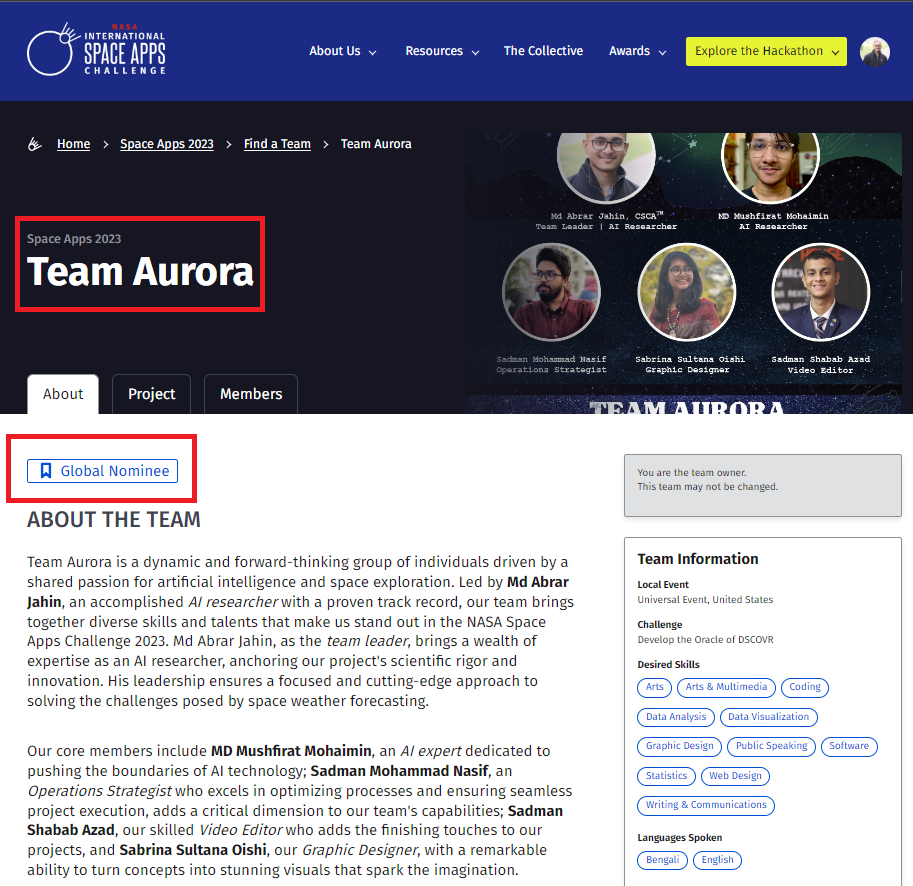 NASA
INTERNATIONAL
SPACE APPS
CHALLENGE
About Us
Resources
The Collective
Awards
Explore the Hackathon
Home > Space Apps 2023 > Find a Team > Team Aurora
Space Apps 2023
Team Aurora
Md Abrar Jahin, CSCA™
Team Leader | AI Researcher
MD Mushfirat Mohaimin
AI Researcher
Sadman Mohammad Nasif
Operations Strategist
Sabrina Sultana Oishi
Graphic Designer
Sadman Shabab Azad
Video Editor
TEAM AURORA
About
Project
Members
Global Nominee
ABOUT THE TEAM
Team Aurora is a dynamic and forward-thinking group of individuals driven by a
shared passion for artificial intelligence and space exploration. Led by Md Abrar
Jahin, an accomplished AI researcher with a proven track record, our team brings
together diverse skills and talents that make us stand out in the NASA Space
Apps Challenge 2023. Md Abrar Jahin, as the team leader, brings a wealth of
expertise as an AI researcher, anchoring our project's scientific rigor and
innovation. His leadership ensures a focused and cutting-edge approach to
solving the challenges posed by space weather forecasting.
Our core members include MD Mushfirat Mohaimin, an AI expert dedicated to
pushing the boundaries of AI technology; Sadman Mohammad Nasif, an
Operations Strategist who excels in optimizing processes and ensuring seamless
project execution, adds a critical dimension to our team's capabilities; Sadman
Shabab Azad, our skilled Video Editor who adds the finishing touches to our
projects, and Sabrina Sultana Oishi, our Graphic Designer, with a remarkable
ability to turn concepts into stunning visuals that spark the imagination.
You are the team owner.
This team may not be changed.
Team Information
Local Event
Universal Event, United States
Challenge
Develop the Oracle of DSCOVR
Desired Skills
Arts
Arts & Multimedia
Coding
Data Analysis
Data Visualization
Graphic Design
Public Speaking
Software
Statistics
Web Design
Writing & Communications
Languages Spoken
Bengali
English